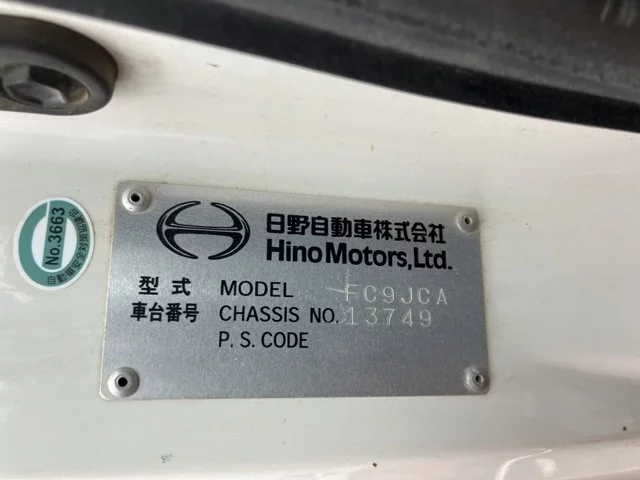 日野自動車株式会社
Hino Motors, Ltd.
型式 MODEL FC9JCA
車台番号 CHASSIS NO. 13749
P.S.CODE
No.3663